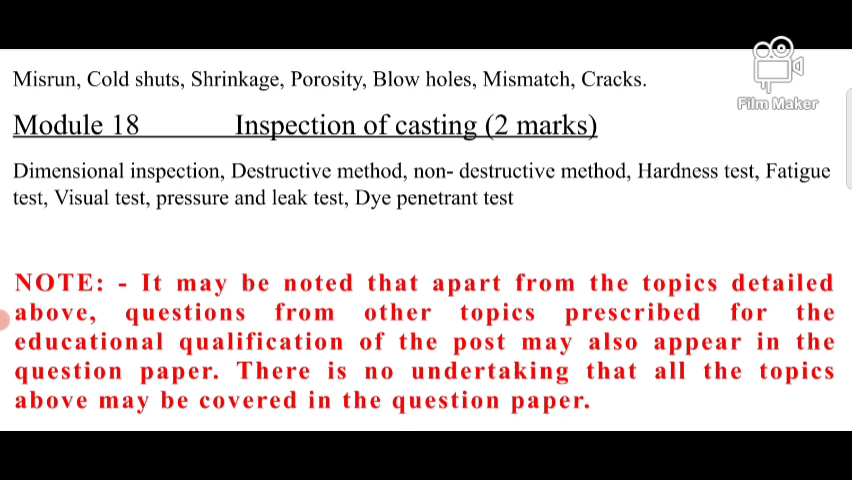 Misrun, Cold shuts, Shrinkage, Porosity, Blow holes, Mismatch, Cracks.
Film Maker
Module 18 Inspection of casting (2 marks)
Dimensional inspection, Destructive method, non- destructive method, Hardness test, Fatigue
test, Visual test, pressure and leak test, Dye penetrant test
NOTE: - It may be noted that apart from the topics detailed
above, questions from other topics prescribed for the
educational qualification of the post may also appear in the
question paper. There is no undertaking that all the topics
above may be covered in the question paper.